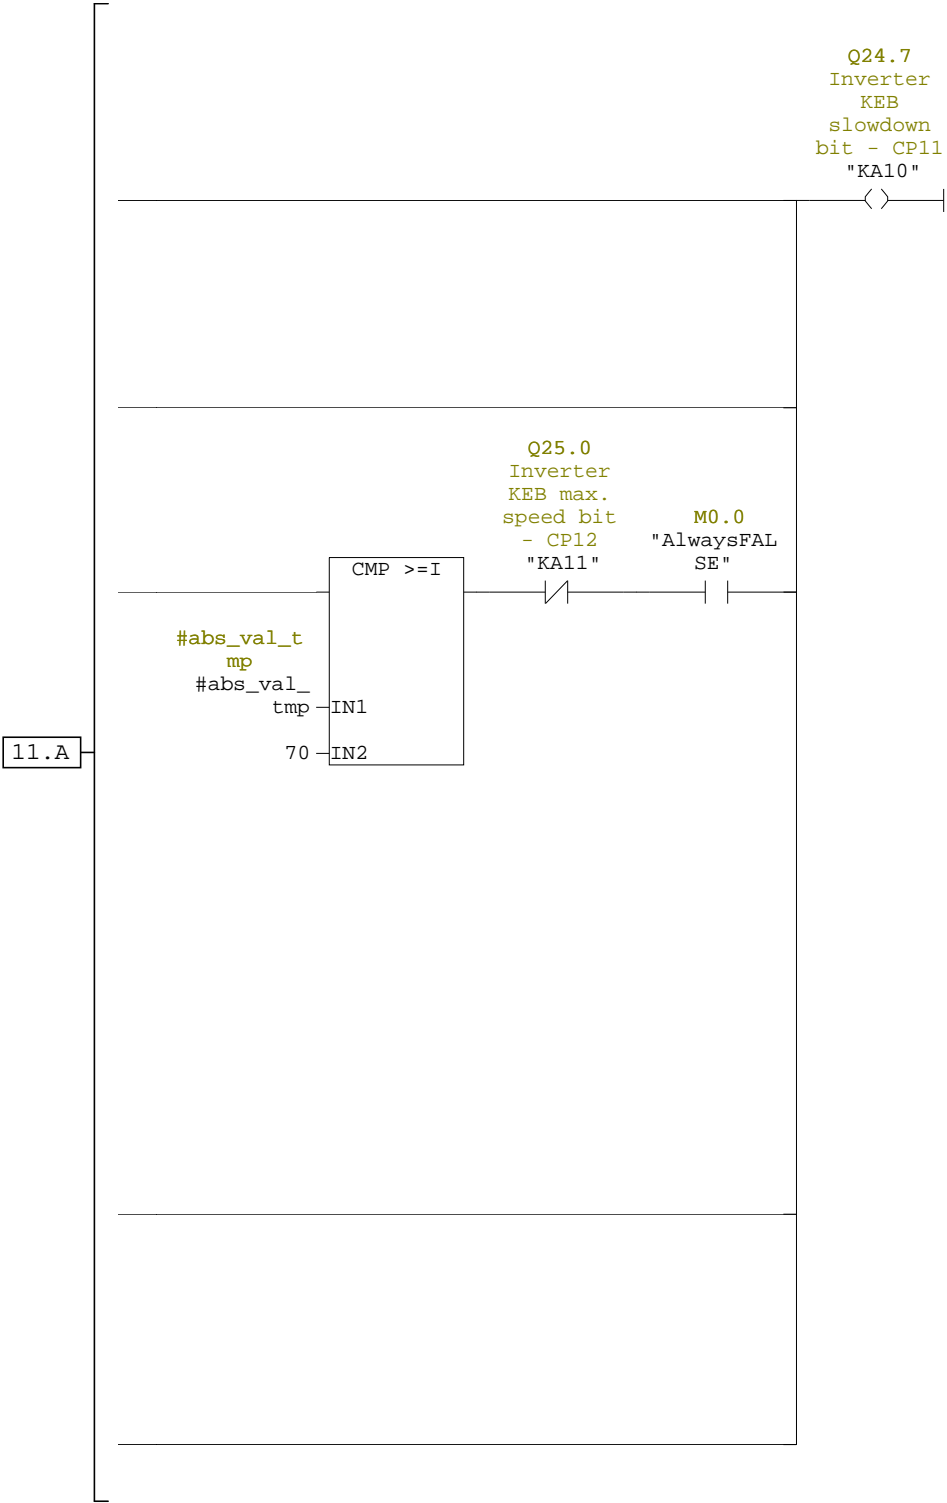 Q24.7
Inverter
KEB
slowdown
bit - CP11
"KA10"
Q25.0
Inverter
KEB max.
speed bit
- CP12
"KA11"
M0.0
"AlwaysFAL
SE"
CMP >=I
#abs_val_t
mp
#abs_val_
tmp
IN1
70
IN2
11.A